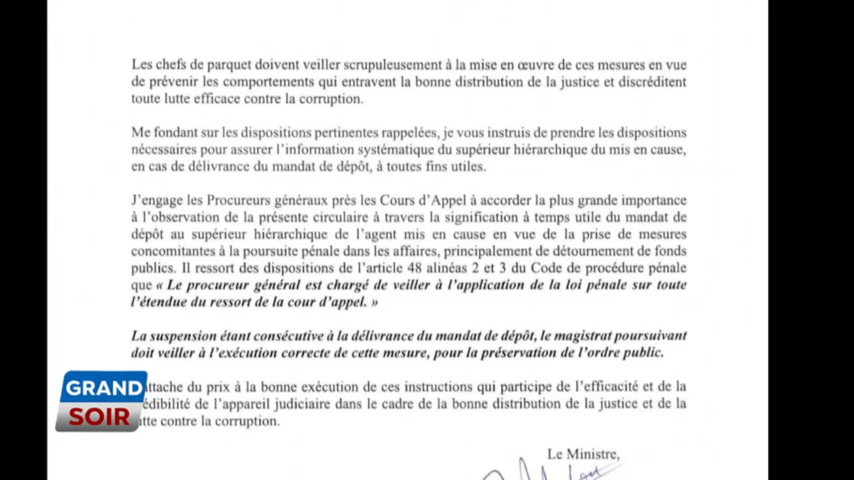 Les chefs de parquet doivent veiller scrupuleusement à la mise en œuvre de ces mesures en vue
de prévenir les comportements qui entravent la bonne distribution de la justice et discréditent
toute lutte efficace contre la corruption.
Me fondant sur les dispositions pertinentes rappelées, je vous instruis de prendre les dispositions
nécessaires pour assurer l'information systématique du supérieur hiérarchique du mis en cause,
en cas de délivrance du mandat de dépôt, à toutes fins utiles.
J'engage les Procureurs généraux près les Cours d'Appel à accorder la plus grande importance
à l'observation de la présente circulaire à travers la signification à temps utile du mandat de
dépôt au supérieur hiérarchique de l'agent mis en cause en vue de la prise de mesures
concomitantes à la poursuite pénale dans les affaires, principalement de détournement de fonds
publics. Il ressort des dispositions de l'article 48 alinéas 2 et 3 du Code de procédure pénale
que « Le procureur général est chargé de veiller à l'application de la loi pénale sur toute
l'étendue du ressort de la cour d'appel. »
La suspension étant consécutive à la délivrance du mandat de dépôt, le magistrat poursuivant
doit veiller à l'exécution correcte de cette mesure, pour la préservation de l'ordre public.
attache du prix à la bonne exécution de ces instructions qui participe de l'efficacité et de la
édibilité de l'appareil judiciaire dans le cadre de la bonne distribution de la justice et de la
tte contre la corruption.
GRAND
SOIR
Le Ministre,